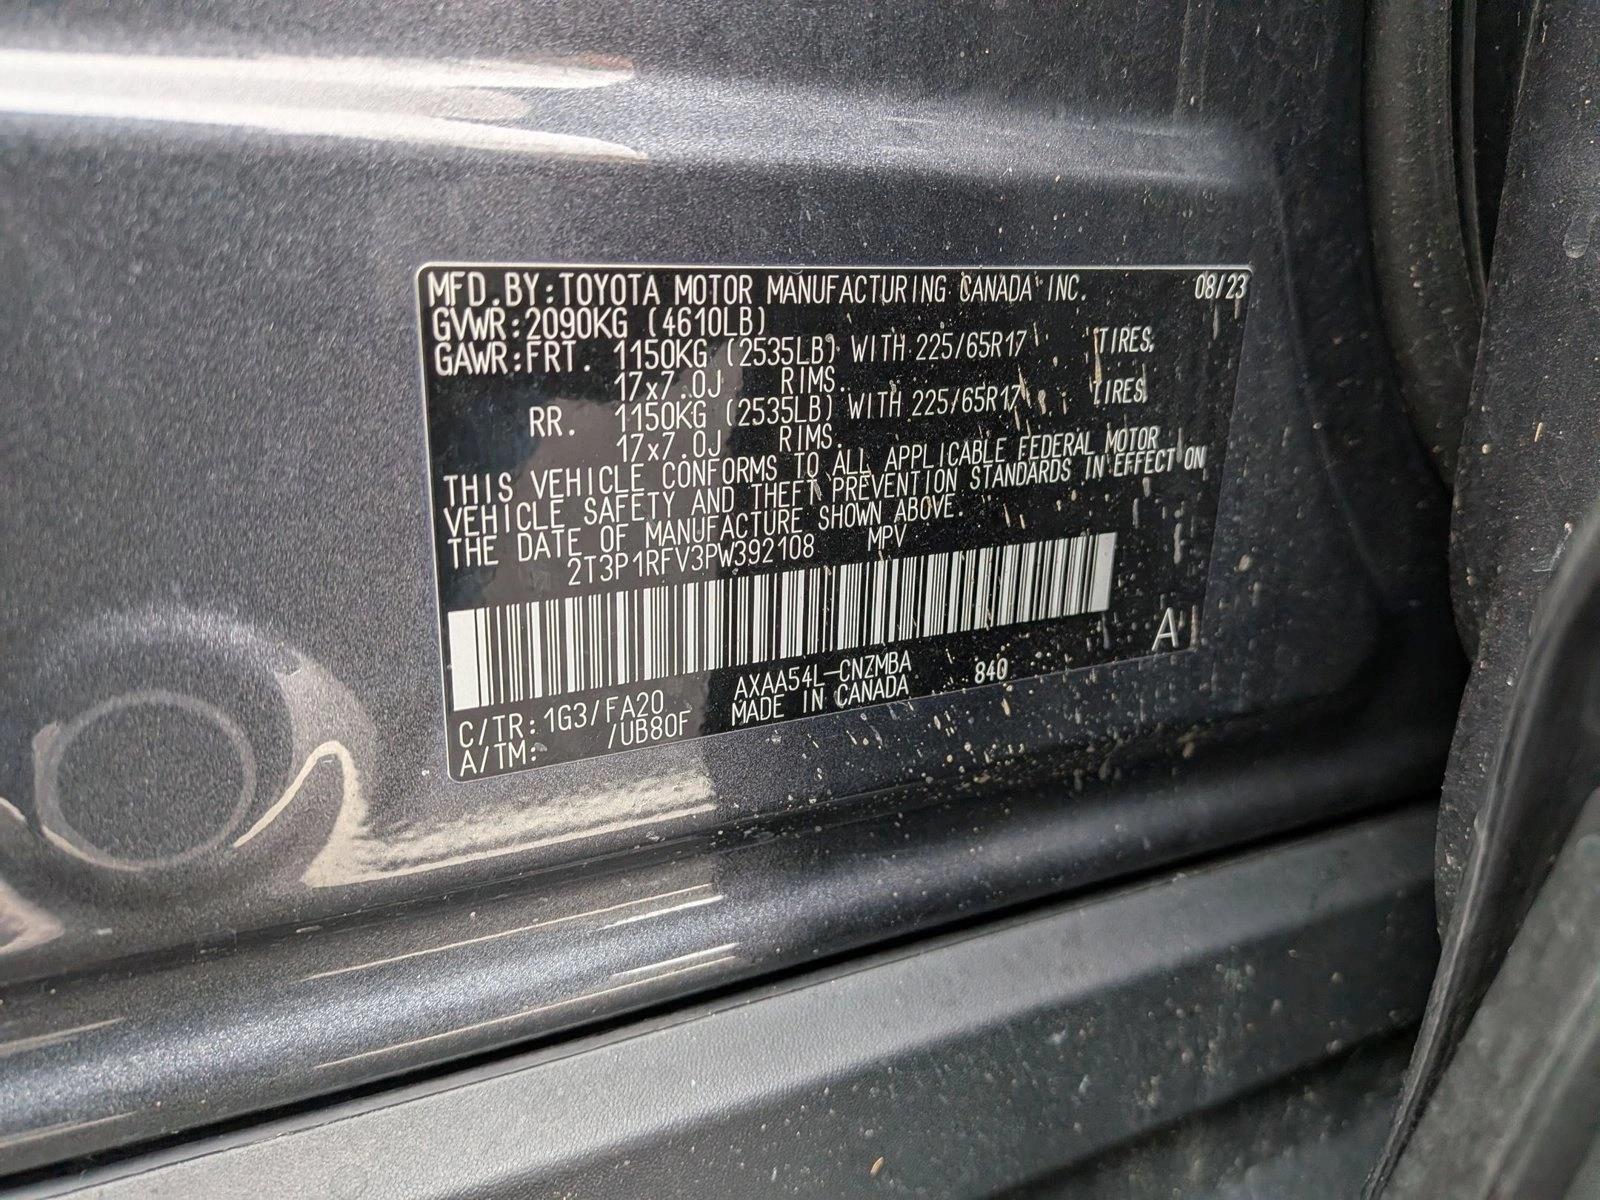 MFD.BY:TOYOTA MOTOR MANUFACTURING CANADA INC. 08/23
GVWR:2090KG (4610LB)
GAWR:FRT. 1150KG (2535LB) WITH 225/65R17 TIRES,
17x7.0J RIMS.
RR. 1150KG (2535LB) WITH 225/65R17 TIRES,
17x7.0J RIMS.
THIS VEHICLE CONFORMS TO ALL APPLICABLE FEDERAL MOTOR
VEHICLE SAFETY AND THEFT PREVENTION STANDARDS IN EFFECT ON
THE DATE OF MANUFACTURE SHOWN ABOVE.
2T3P1RFV3PW392108 MPV
A
C/TR:1G3/FA20 AXAA54L-CNZMBA 840
A/TM: /UB80F MADE IN CANADA